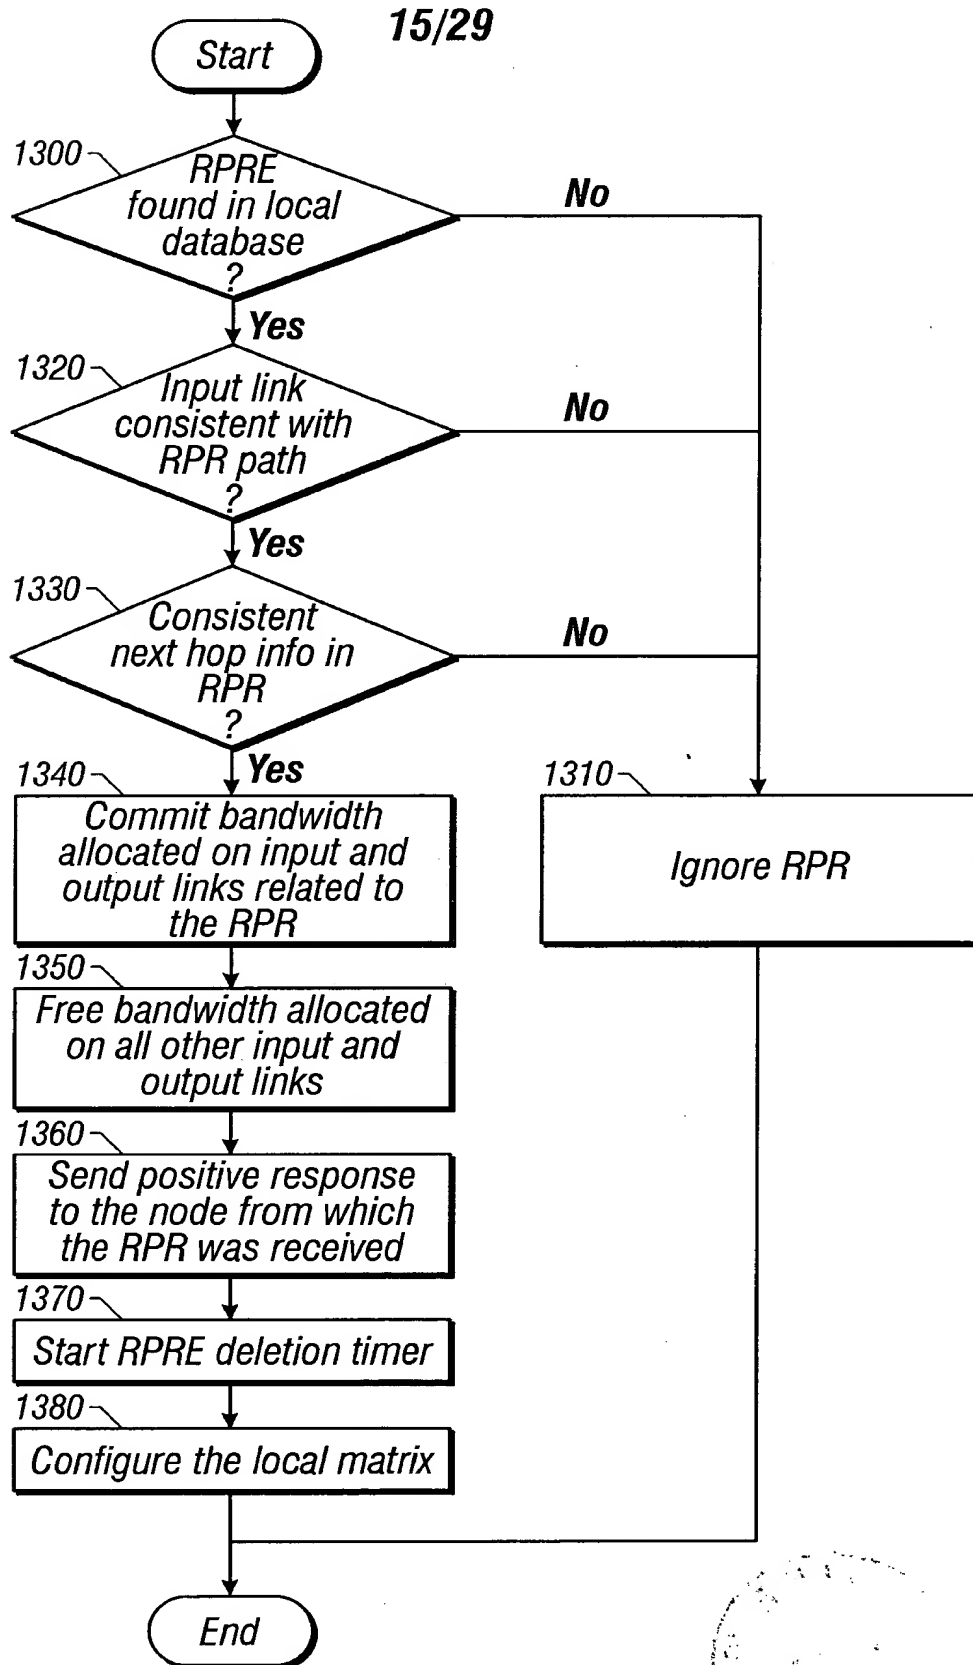 15/29
Start
1300
RPRE
found in local
database
?
No
Yes
1320
Input link
consistent with
RPR path
?
No
Yes
1330
Consistent
next hop info in
RPR
?
No
Yes
1340
Commit bandwidth
allocated on input and
output links related to
the RPR
1310
Ignore RPR
1350
Free bandwidth allocated
on all other input and
output links
1360
Send positive response
to the node from which
the RPR was received
1370
Start RPRE deletion timer
1380
Configure the local matrix
End